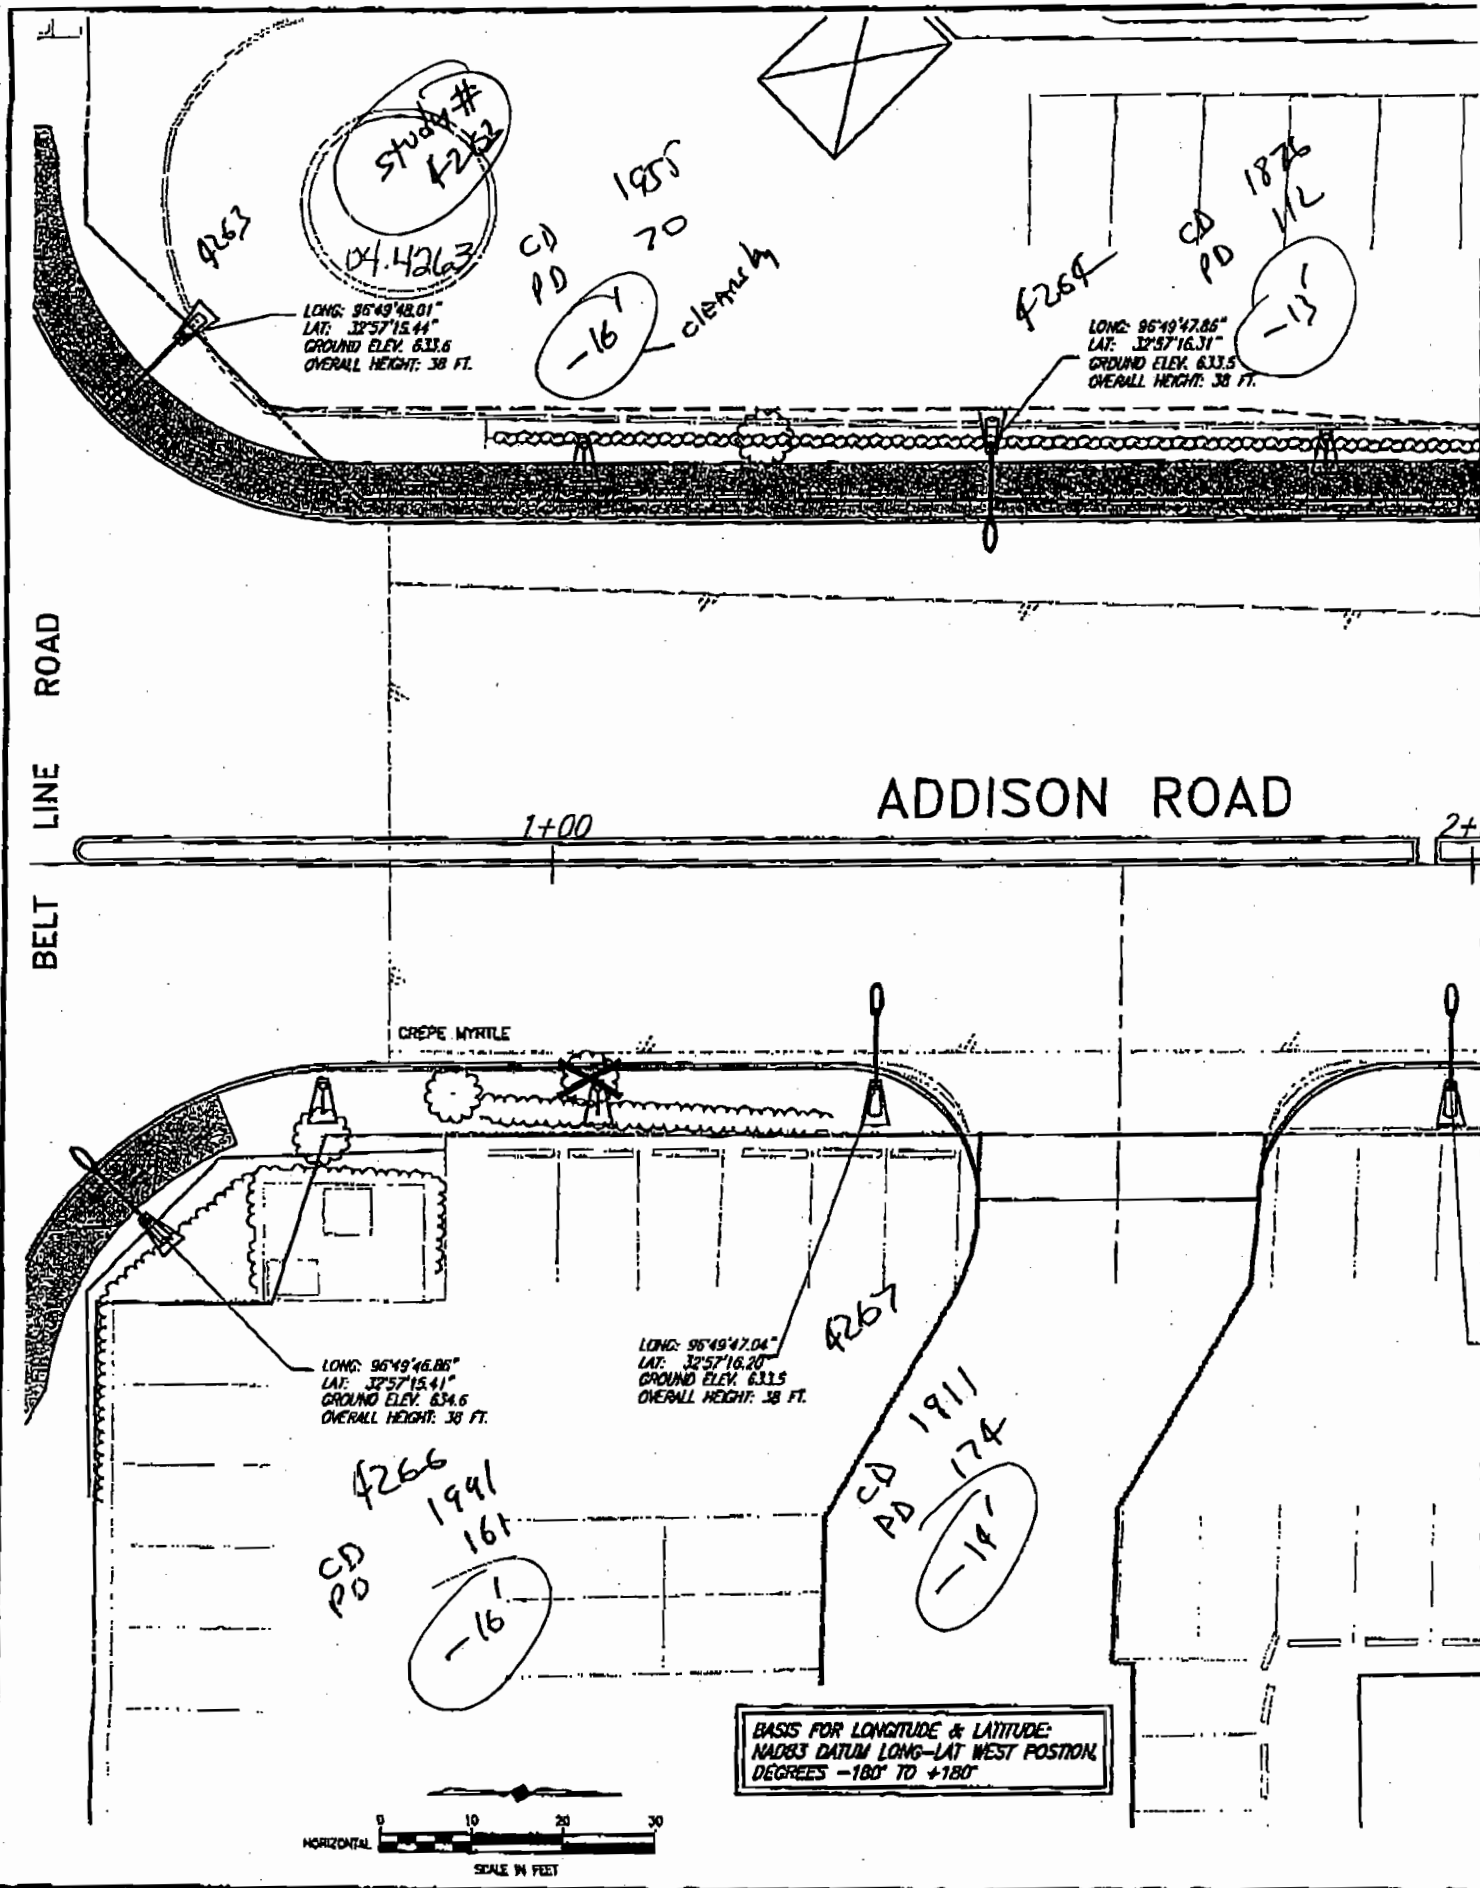 study #
4262
4263
04.4263
CD 1955
PD 70
-16'
clearsby
LONG: 96°49'48.01"
LAT: 32°57'15.44"
GROUND ELEV. 633.6
OVERALL HEIGHT: 38 FT.
4264
CD 1876
PD 112
-13'
LONG: 96°49'47.86"
LAT: 32°57'16.31"
GROUND ELEV. 633.5
OVERALL HEIGHT: 38 FT.
BELT LINE ROAD
ADDISON ROAD
1+00
2+
CREPE MYRTLE
LONG: 96°49'46.86"
LAT: 32°57'15.41"
GROUND ELEV. 634.6
OVERALL HEIGHT: 38 FT.
LONG: 96°49'47.04"
LAT: 32°57'16.20"
GROUND ELEV. 633.5
OVERALL HEIGHT: 38 FT.
4267
CD 1911
PD 174
-14'
4266
CD 1991
PD 161
-16'
BASIS FOR LONGITUDE & LATITUDE:
NAD83 DATUM LONG-LAT WEST POSTION,
DEGREES -180° TO +180°
0 10 20 30
HORIZONTAL
SCALE IN FEET